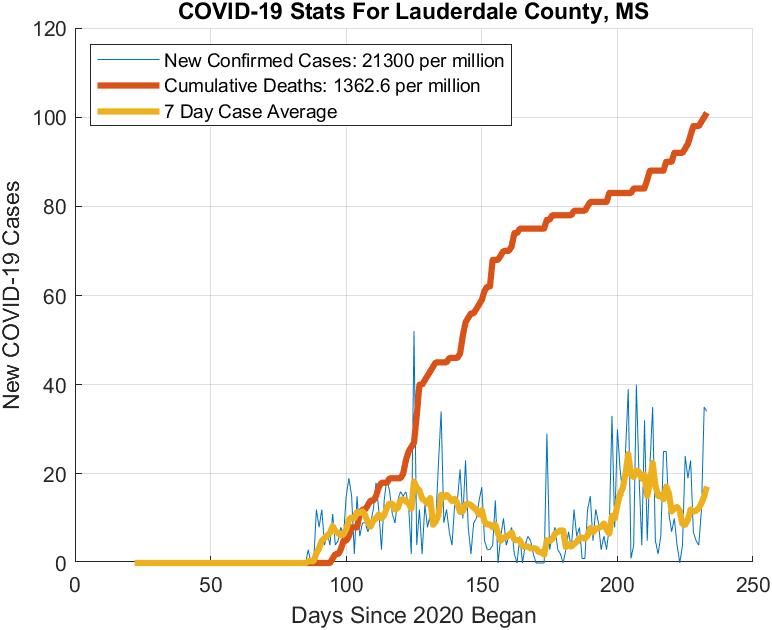 COVID-19 Stats For Lauderdale County, MS
New Confirmed Cases: 21300 per million
Cumulative Deaths: 1362.6 per million
7 Day Case Average
New COVID-19 Cases
120
100
80
60
40
20
0
0 50 100 150 200 250
Days Since 2020 Began